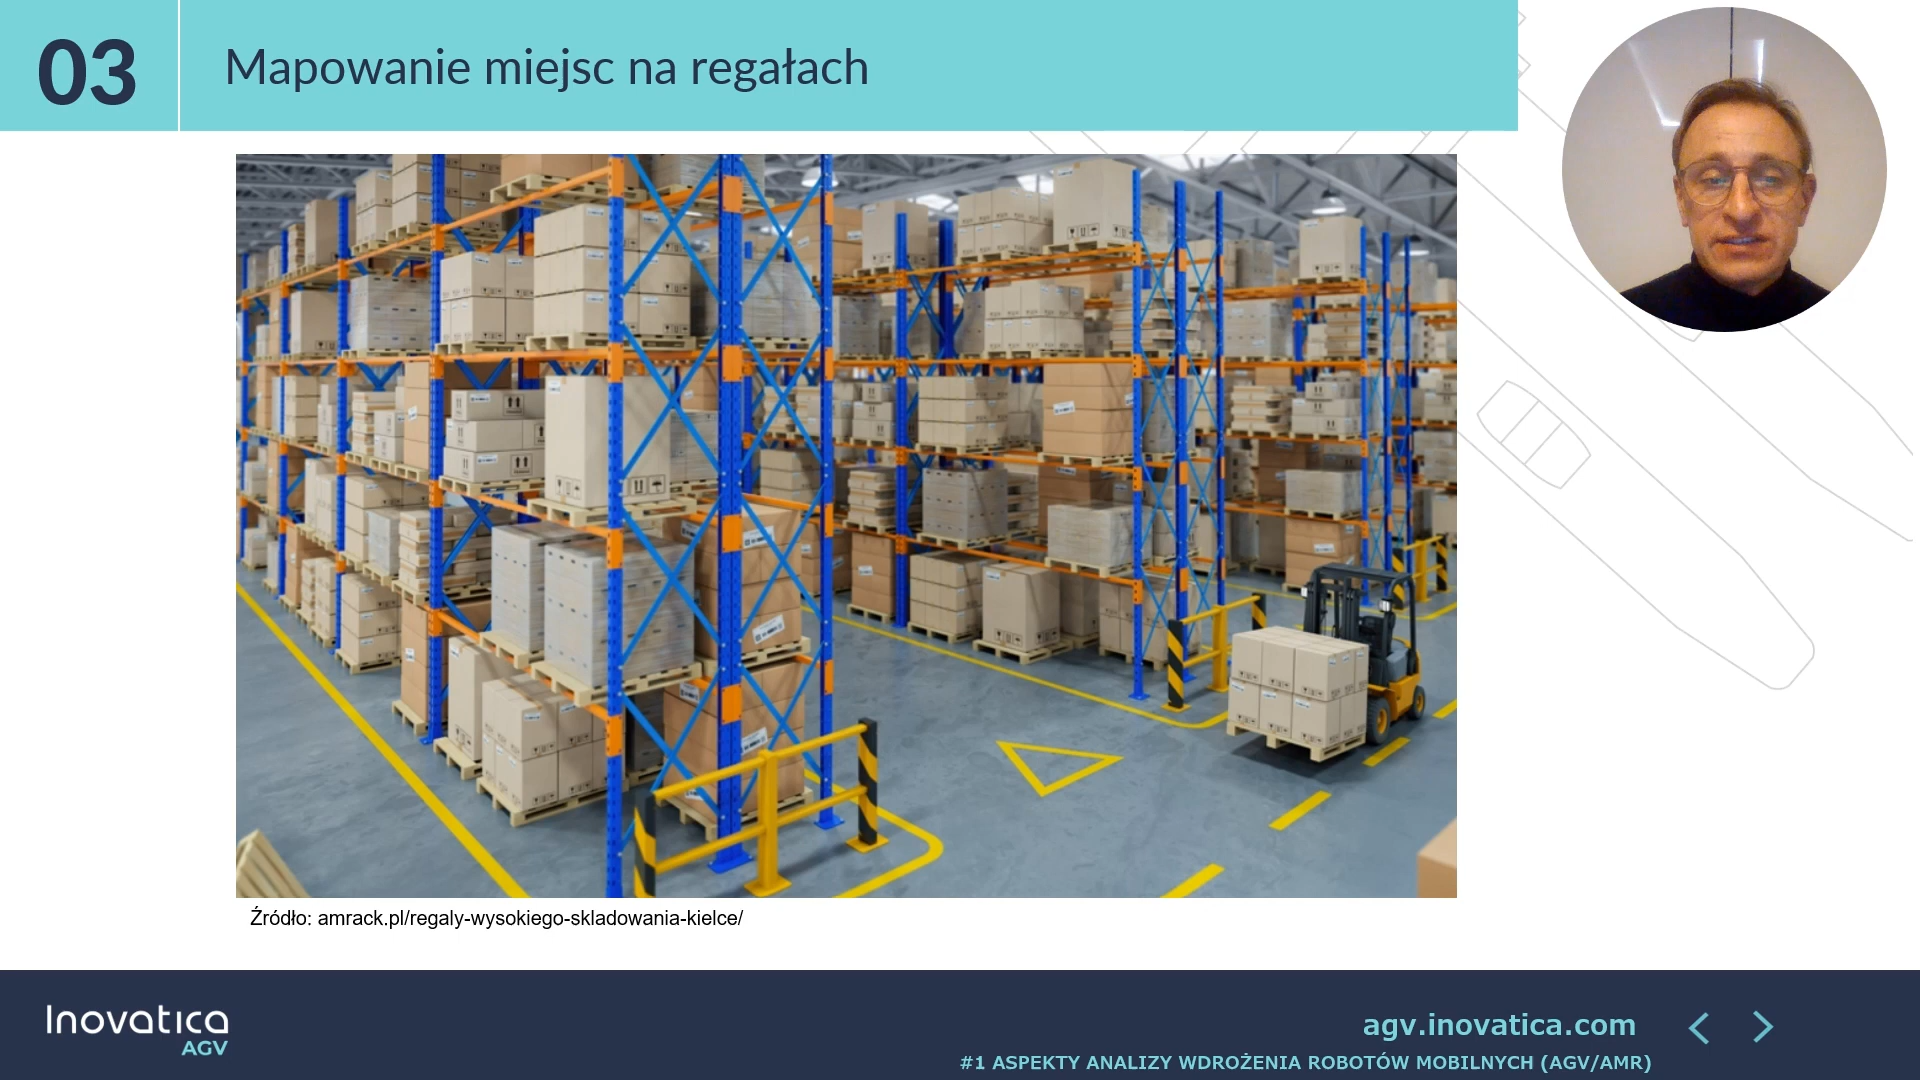 03
Mapowanie miejsc na regałach
Źródło: amrack.pl/regaly-wysokiego-skladowania-kielce/
Inovatica
AGV
agv.inovatica.com
#1 ASPEKTY ANALIZY WDROŻENIA ROBOTÓW MOBILNYCH (AGV/AMR)